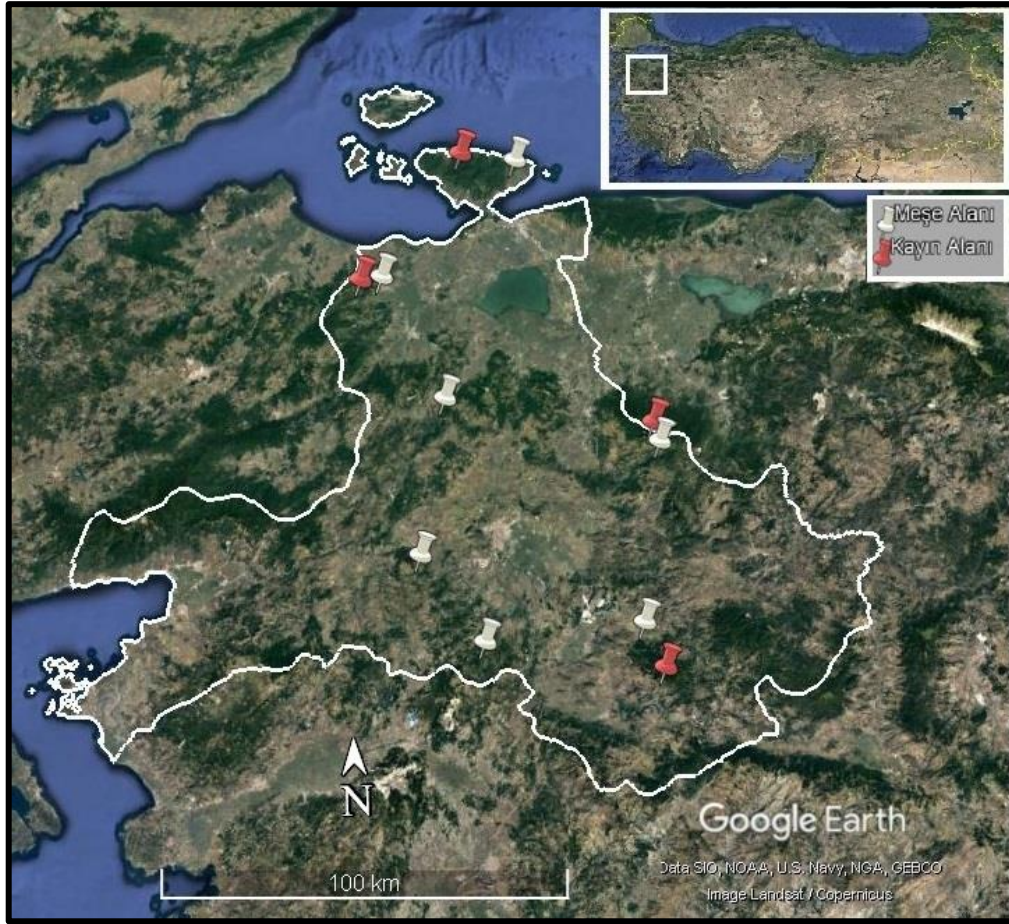 Meşe Alanı
Kayın Alanı
N
Google Earth
Data SIO, NOAA, U.S. Navy, NGA, GEBCO
Image Landsat / Copernicus
100 km